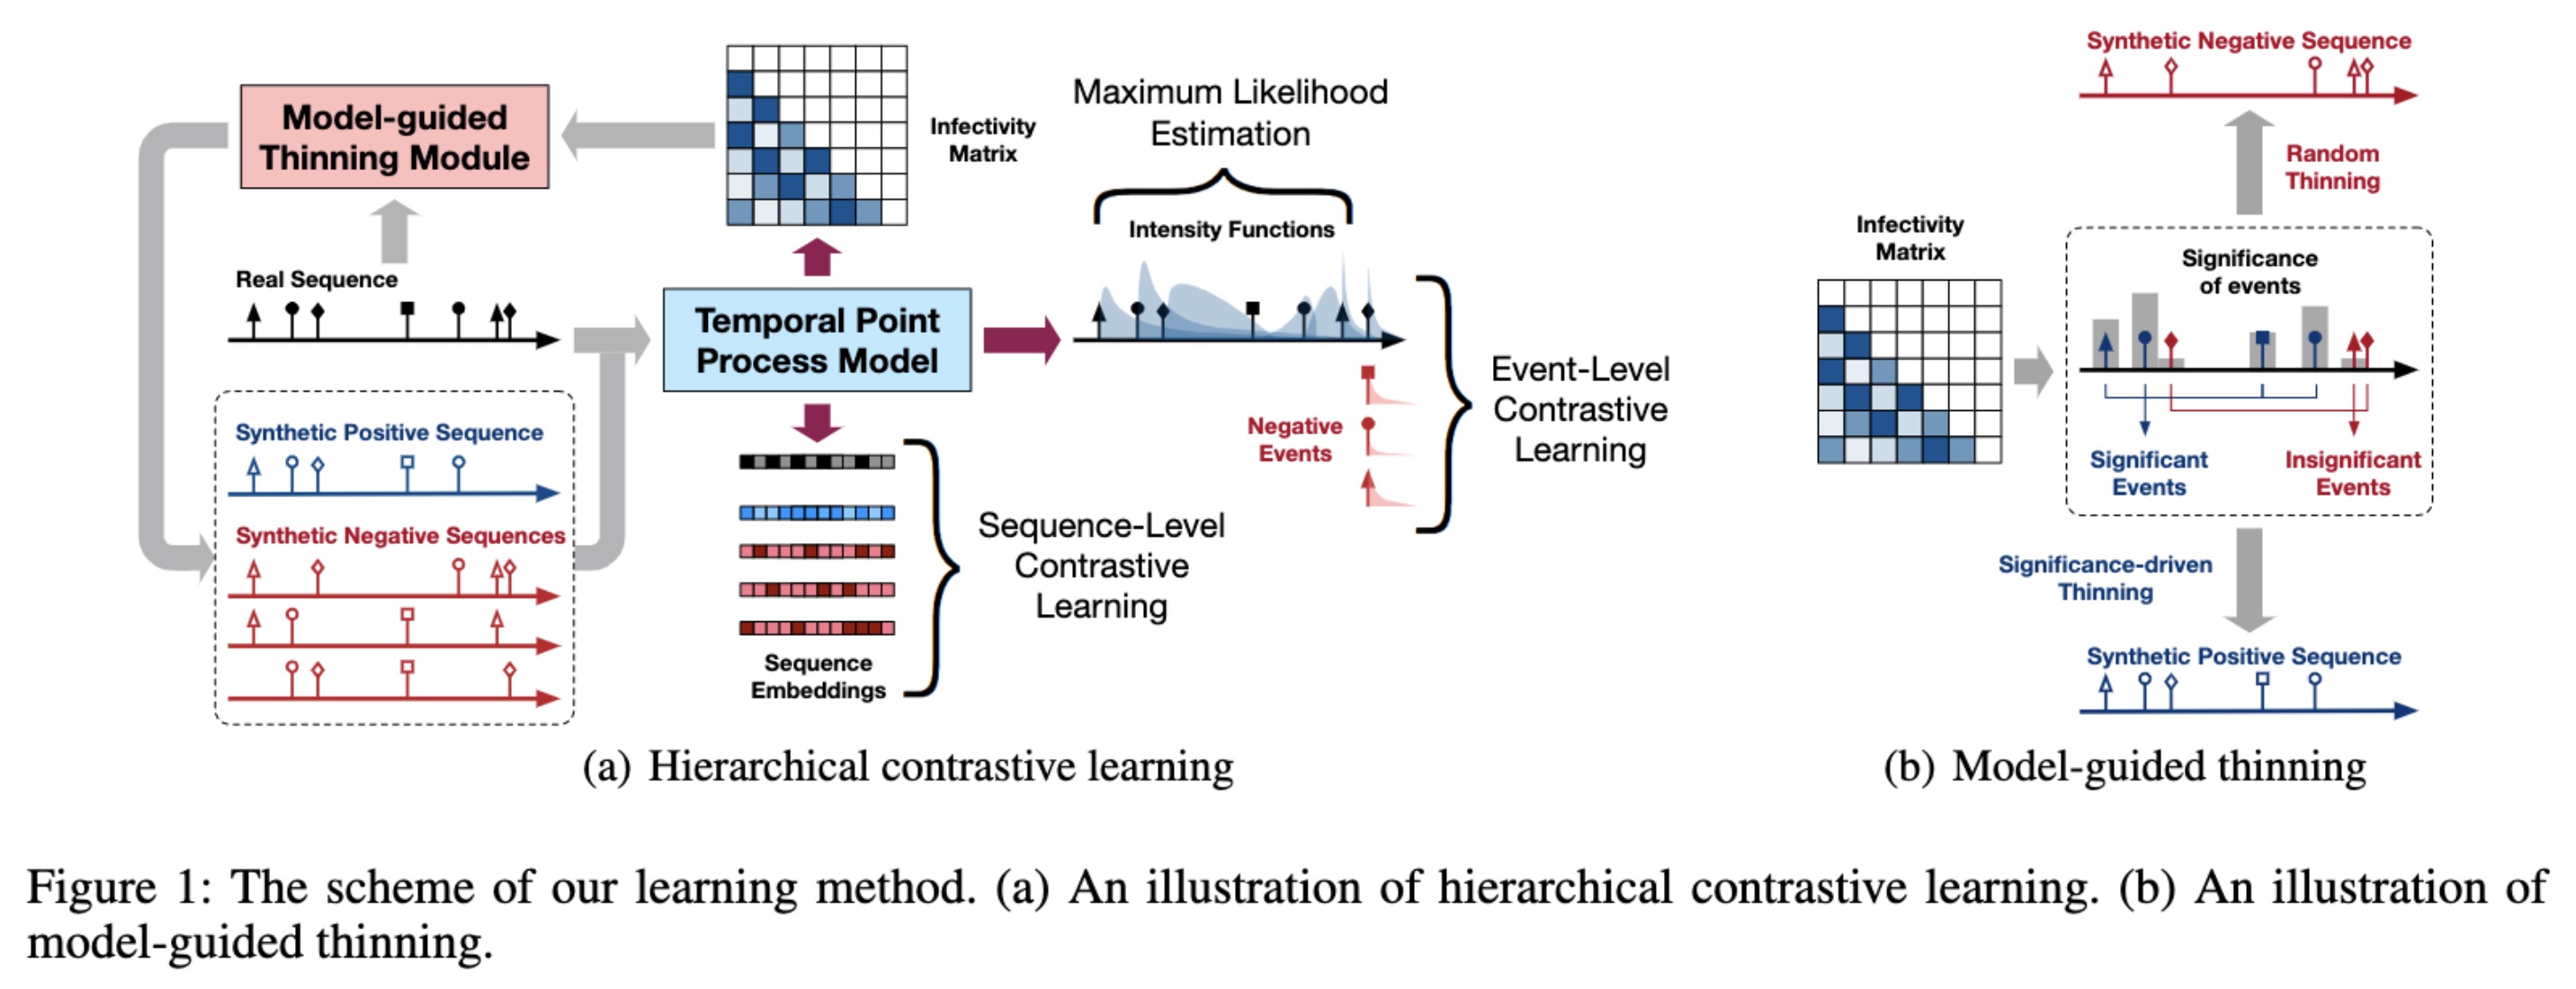 Model-guided
Thinning Module
Infectivity
Matrix
Maximum Likelihood
Estimation
Intensity Functions
Real Sequence
Temporal Point
Process Model
Synthetic Positive Sequence
Synthetic Negative Sequences
Negative
Events
Event-Level
Contrastive
Learning
Sequence-Level
Contrastive
Learning
Sequence
Embeddings
(a) Hierarchical contrastive learning
Synthetic Negative Sequence
Random
Thinning
Infectivity
Matrix
Significance
of events
Significant
Events
Insignificant
Events
Significance-driven
Thinning
Synthetic Positive Sequence
(b) Model-guided thinning
Figure 1: The scheme of our learning method. (a) An illustration of hierarchical contrastive learning. (b) An illustration of
model-guided thinning.